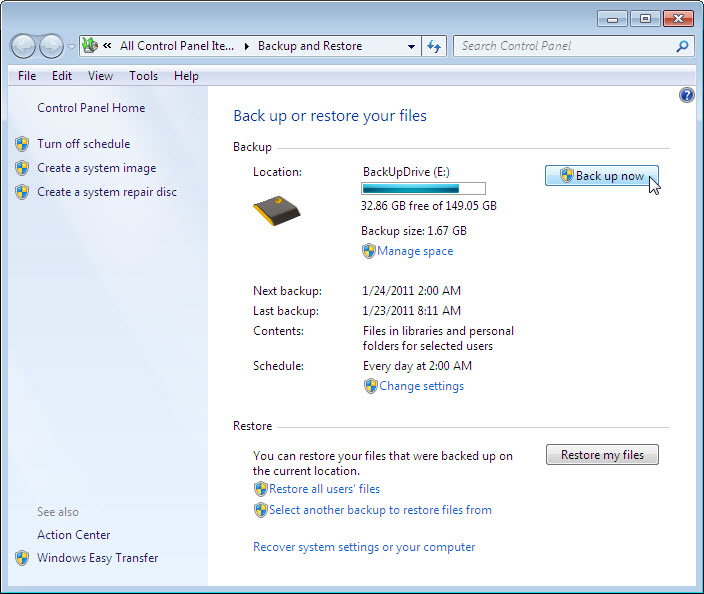 « All Control Panel Ite... Backup and Restore Search Control Panel
File Edit View Tools Help
Control Panel Home
Turn off schedule
Create a system image
Create a system repair disc
See also
Action Center
Windows Easy Transfer
Back up or restore your files
Backup
Location: BackUpDrive (E:) Back up now
32.86 GB free of 149.05 GB
Backup size: 1.67 GB
Manage space
Next backup: 1/24/2011 2:00 AM
Last backup: 1/23/2011 8:11 AM
Contents: Files in libraries and personal
folders for selected users
Schedule: Every day at 2:00 AM
Change settings
Restore
You can restore your files that were backed up on Restore my files
the current location.
Restore all users' files
Select another backup to restore files from
Recover system settings or your computer